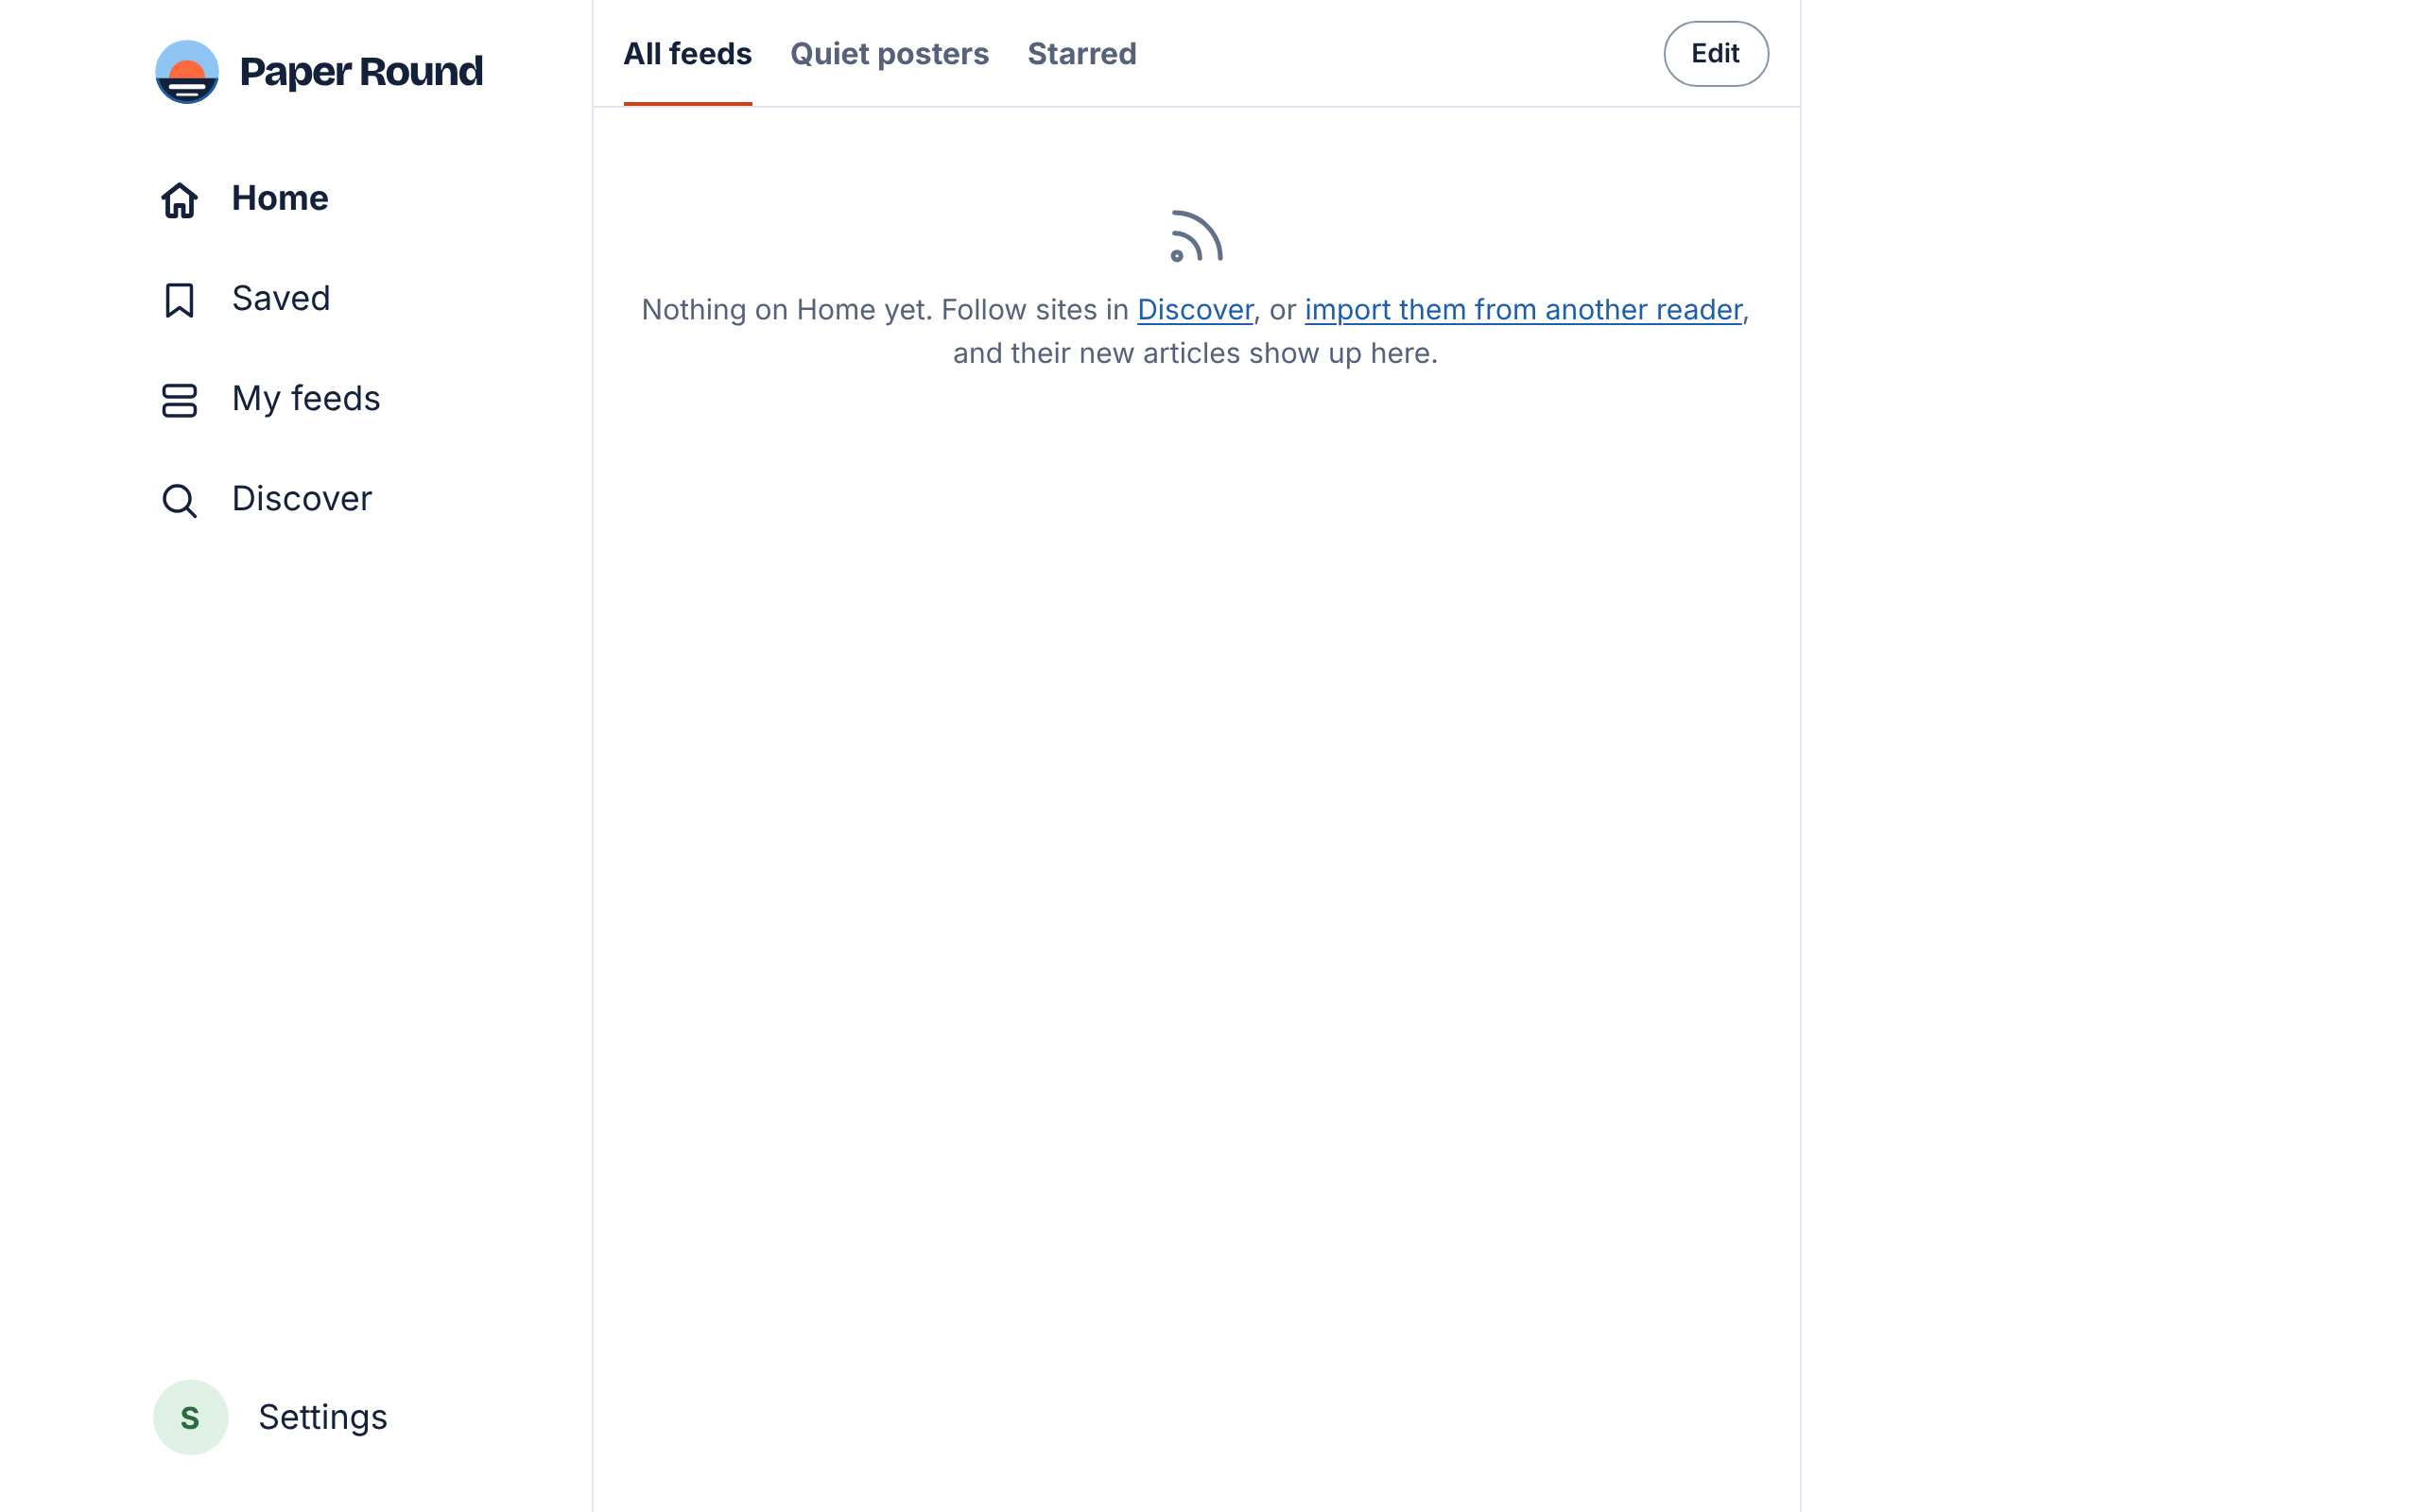 Paper Round
Home
Saved
My feeds
Discover
S
Settings
All feeds
Quiet posters
Starred
Edit
Nothing on Home yet. Follow sites in Discover, or import them from another reader,
and their new articles show up here.